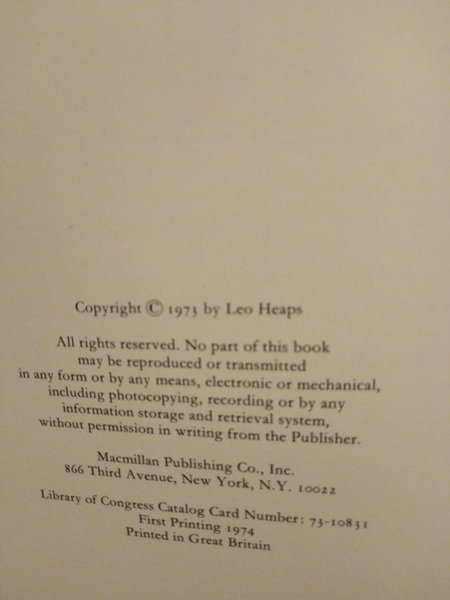 Copyright © 1973 by Leo Heaps
All rights reserved. No part of this book
may be reproduced or transmitted
in any form or by any means, electronic or mechanical,
including photocopying, recording or by any
information storage and retrieval system,
without permission in writing from the Publisher.
Macmillan Publishing Co., Inc.
866 Third Avenue, New York, N.Y. 10022
Library of Congress Catalog Card Number: 73-10831
First Printing 1974
Printed in Great Britain